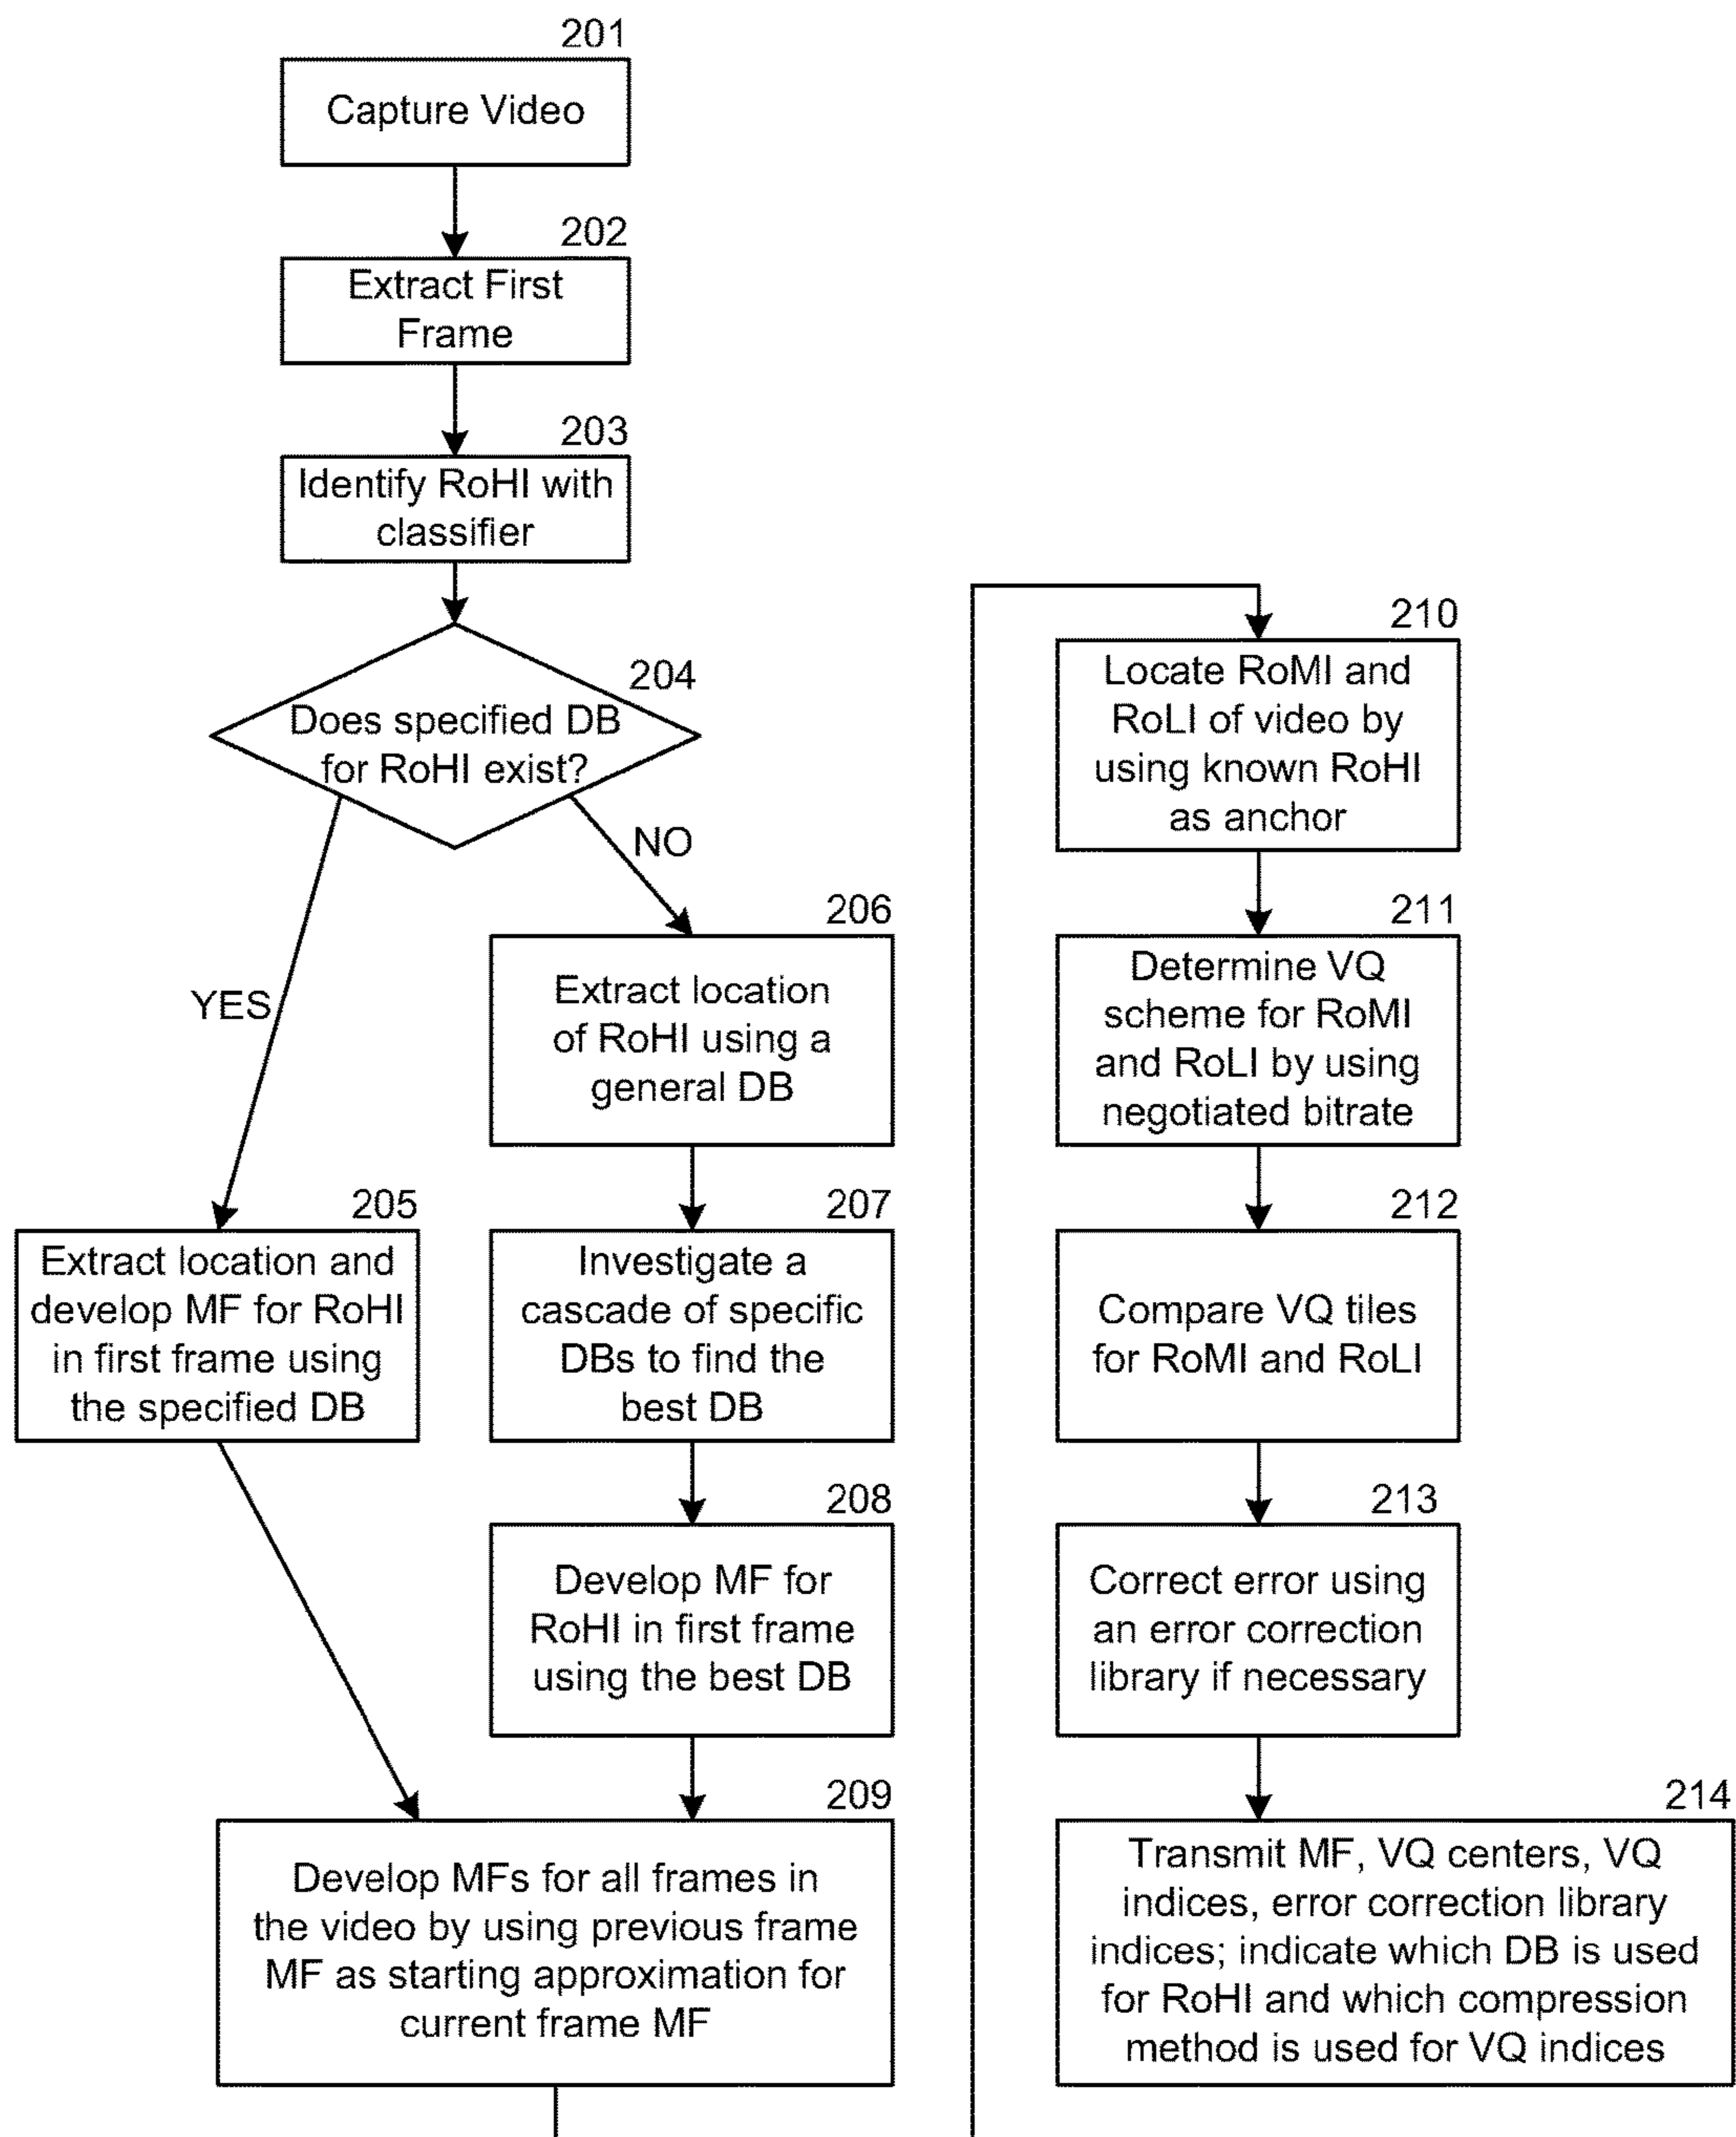 201
Capture Video
202
Extract First
Frame
203
Identify RoHI with
classifier
204
Does specified DB
for RoHI exist?
YES
NO
205
Extract location and
develop MF for RoHI
in first frame using
the specified DB
206
Extract location
of RoHI using a
general DB
207
Investigate a
cascade of specific
DBs to find the
best DB
208
Develop MF for
RoHI in first frame
using the best DB
209
Develop MFs for all frames in
the video by using previous frame
MF as starting approximation for
current frame MF
210
Locate RoMI and
RoLI of video by
using known RoHI
as anchor
211
Determine VQ
scheme for RoMI
and RoLI by using
negotiated bitrate
212
Compare VQ tiles
for RoMI and RoLI
213
Correct error using
an error correction
library if necessary
214
Transmit MF, VQ centers, VQ
indices, error correction library
indices; indicate which DB is used
for RoHI and which compression
method is used for VQ indices